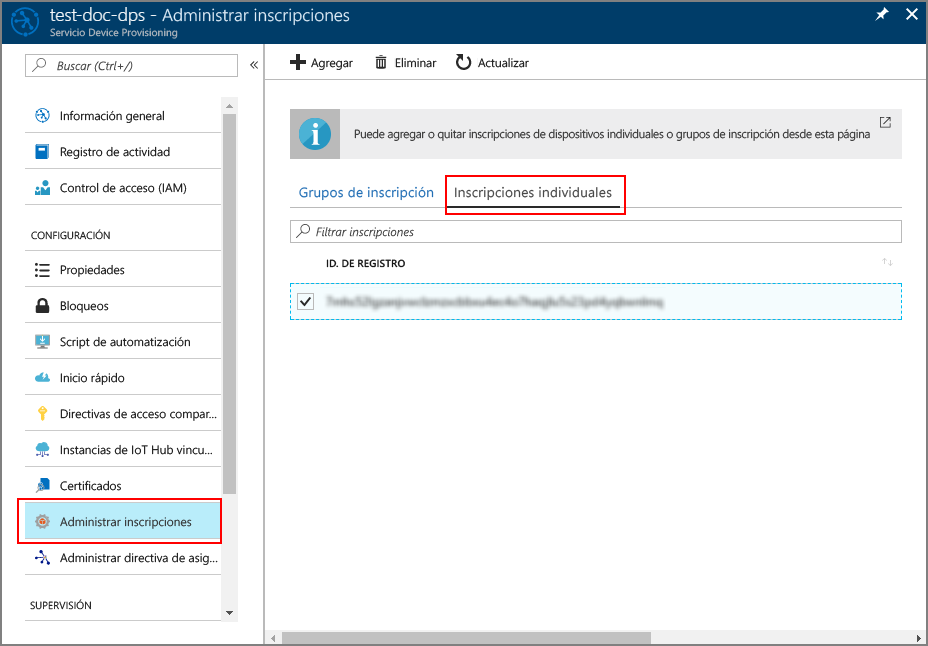 test-doc-dps - Administrar inscripciones
Servicio Device Provisioning
Buscar (Ctrl+/)
«
Información general
Registro de actividad
Control de acceso (IAM)
CONFIGURACIÓN
Propiedades
Bloqueos
Script de automatización
Inicio rápido
Directivas de acceso compar...
Instancias de IoT Hub vincu...
Certificados
Administrar inscripciones
Administrar directiva de asig...
SUPERVISIÓN
Agregar Eliminar Actualizar
Puede agregar o quitar inscripciones de dispositivos individuales o grupos de inscripción desde esta página
Grupos de inscripción Inscripciones individuales
Filtrar inscripciones
ID. DE REGISTRO